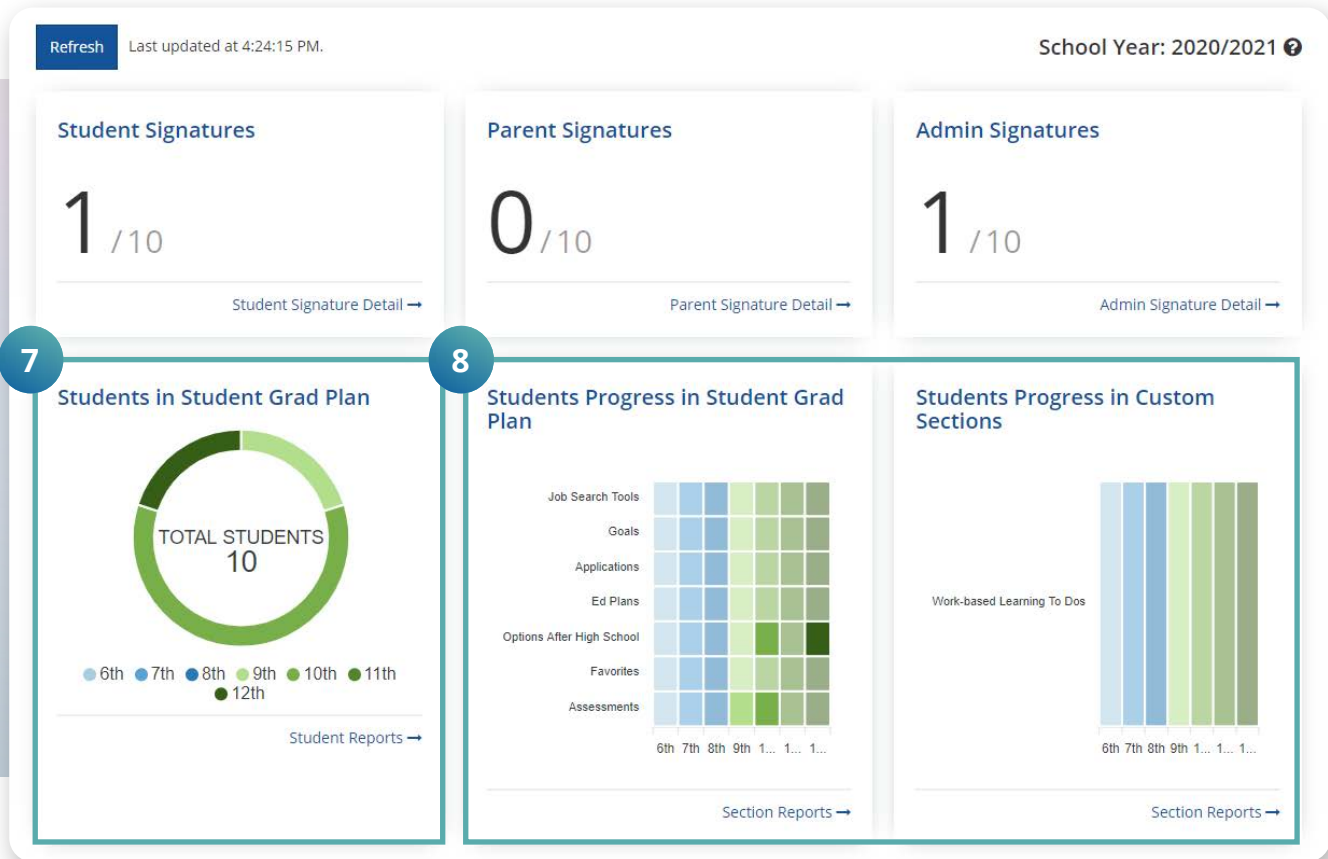 Refresh Last updated at 4:24:15 PM.
School Year: 2020/2021 ?
Student Signatures
1 / 10
Student Signature Detail →
Parent Signatures
0 / 10
Parent Signature Detail →
Admin Signatures
1 / 10
Admin Signature Detail →
7
Students in Student Grad Plan
TOTAL STUDENTS
10
6th 7th 8th 9th 10th 11th
12th
Student Reports →
8
Students Progress in Student Grad
Plan
Job Search Tools
Goals
Applications
Ed Plans
Options After High School
Favorites
Assessments
6th 7th 8th 9th 1... 1... 1...
Section Reports →
Students Progress in Custom
Sections
Work-based Learning To Dos
6th 7th 8th 9th 1... 1... 1...
Section Reports →